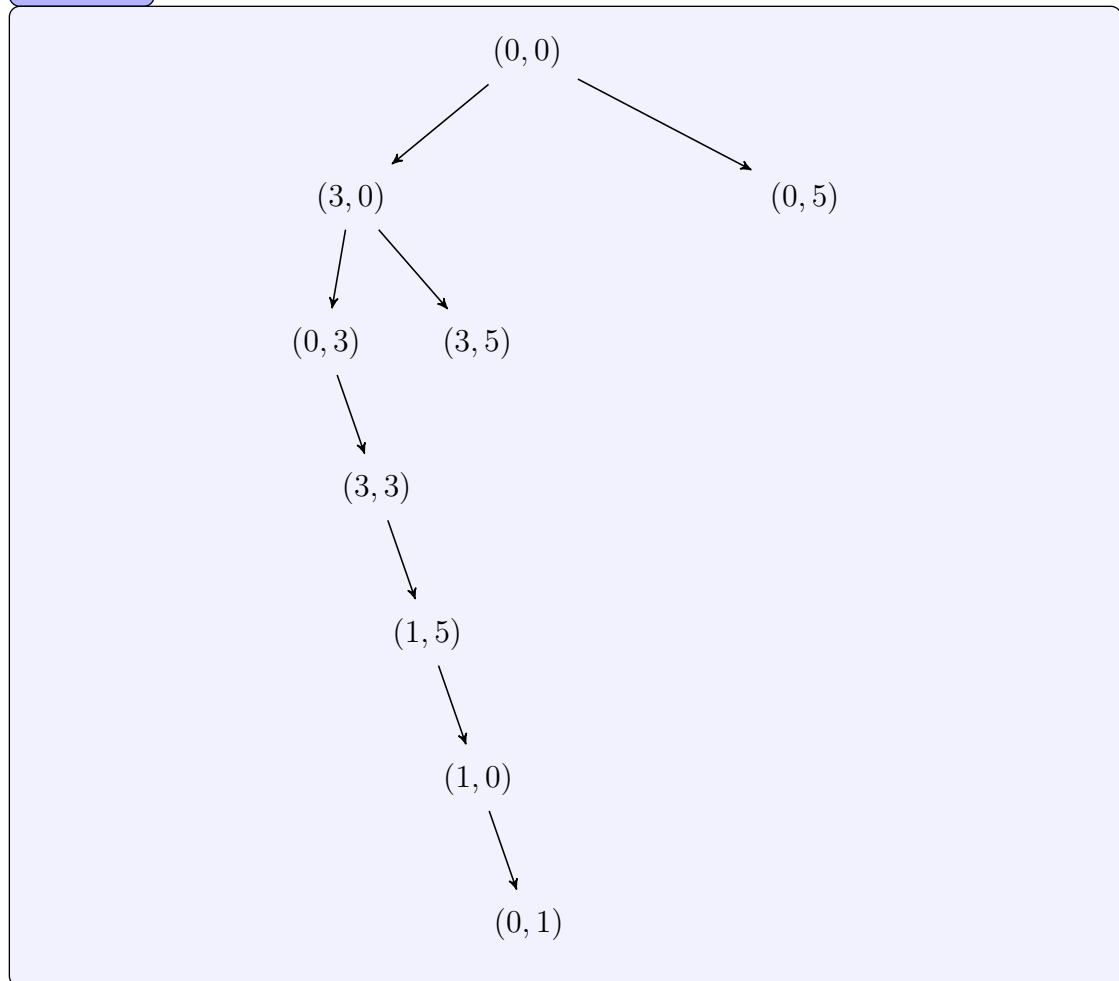 (0, 0)
(3, 0) (0, 5)
(0, 3) (3, 5)
(3, 3)
(1, 5)
(1, 0)
(0, 1)